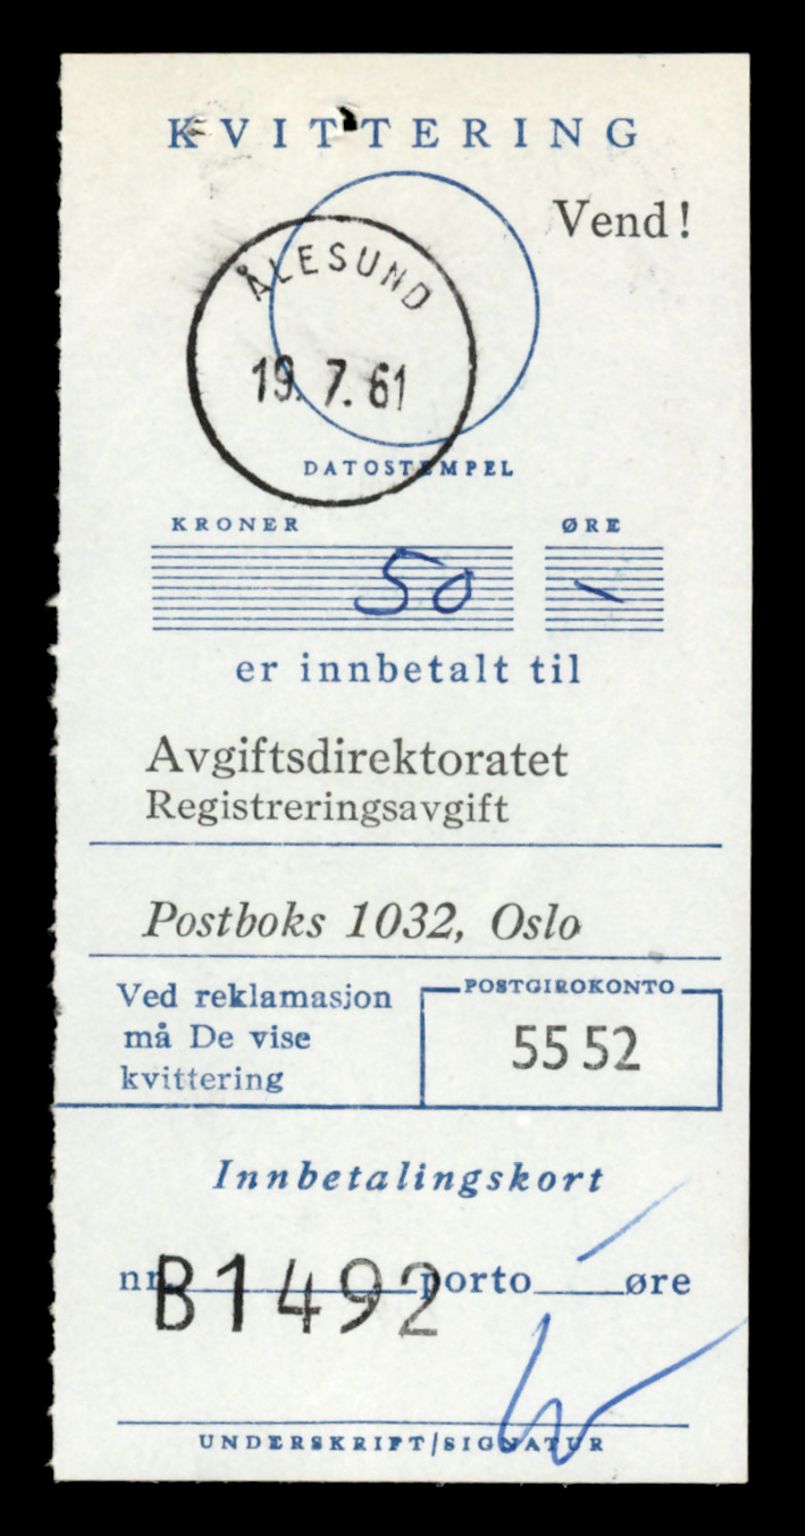 KVITTERING
Vend!
ÅLESUND
19. 7. 61
DATOSTEMPEL
KRONER ØRE
50 –
er innbetalt til
Avgiftsdirektoratet
Registreringsavgift
Postboks 1032, Oslo
Ved reklamasjon
må De vise
kvittering
POSTGIROKONTO
55 52
Innbetalingskort
nr. B1492 porto øre
UNDERSKRIFT/SIGNATUR